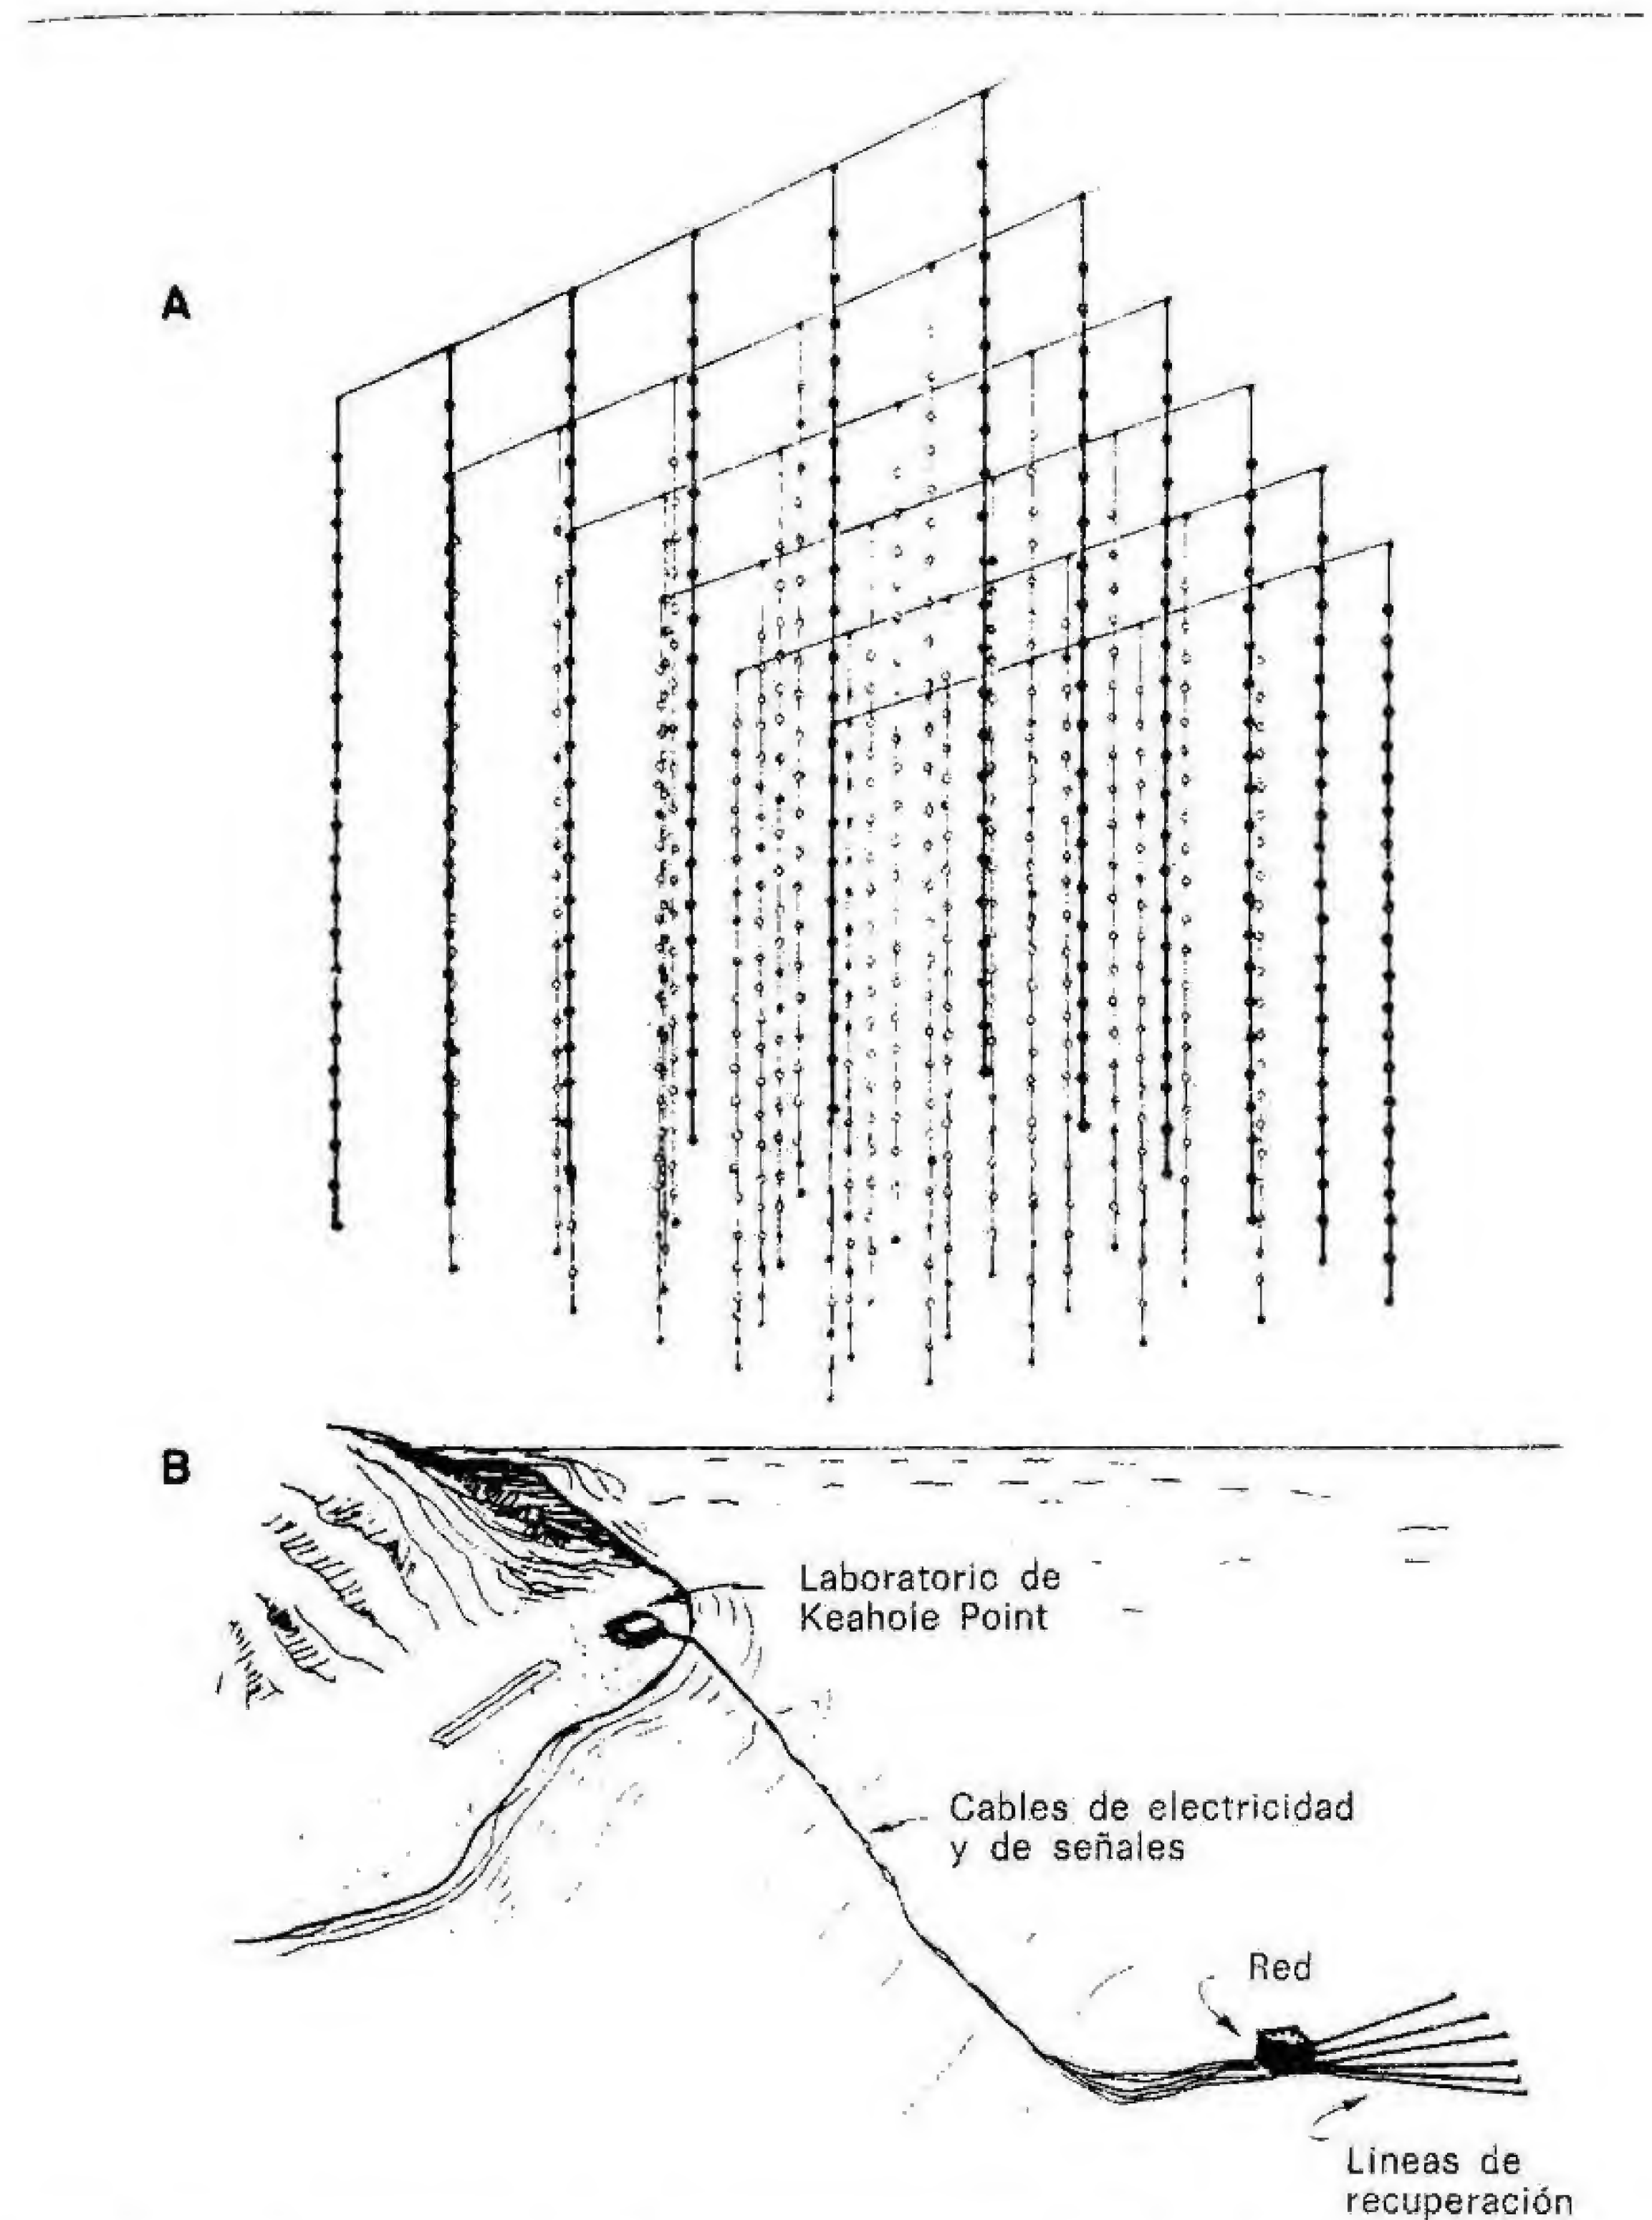 A
B
Laboratorio de
Keahole Point
Cables de electricidad
y de señales
Red
Líneas de
recuperación